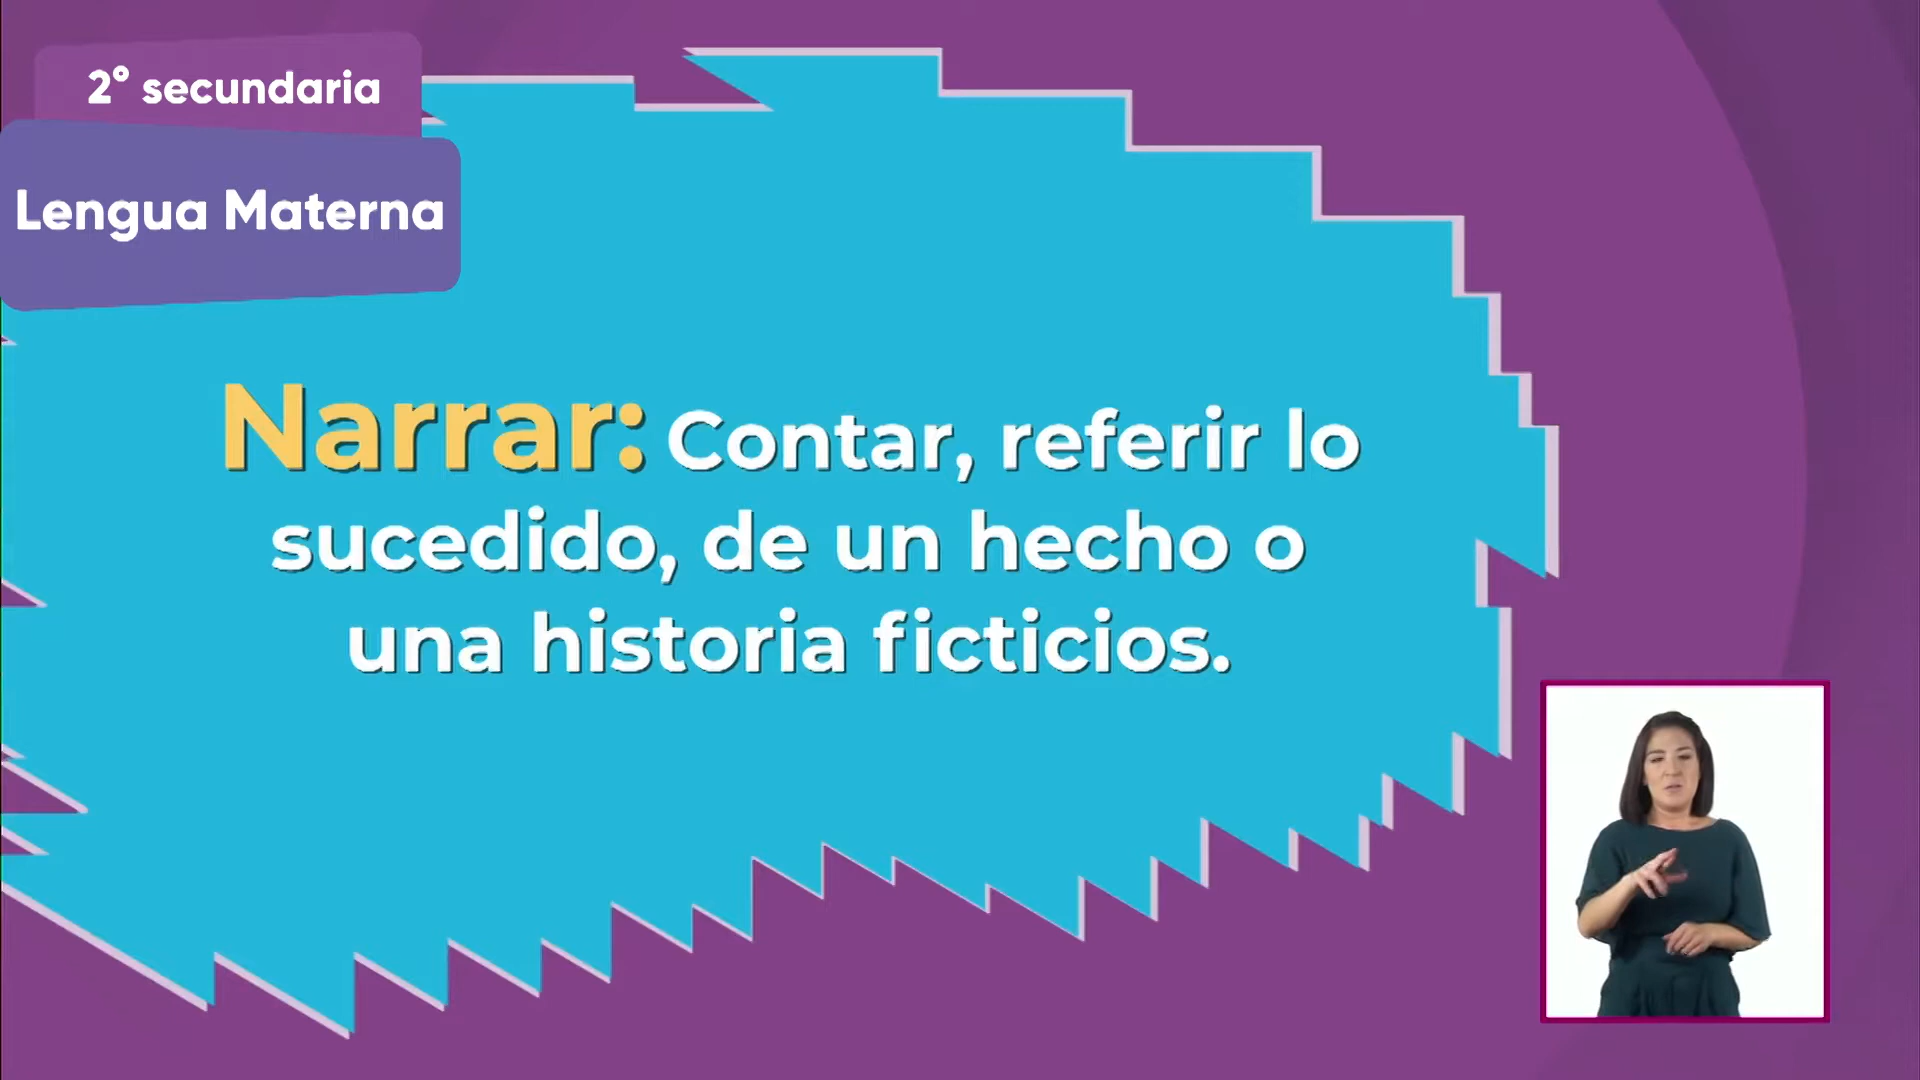 2° secundaria
Lengua Materna
Narrar: Contar, referir lo
sucedido, de un hecho o
una historia ficticios.